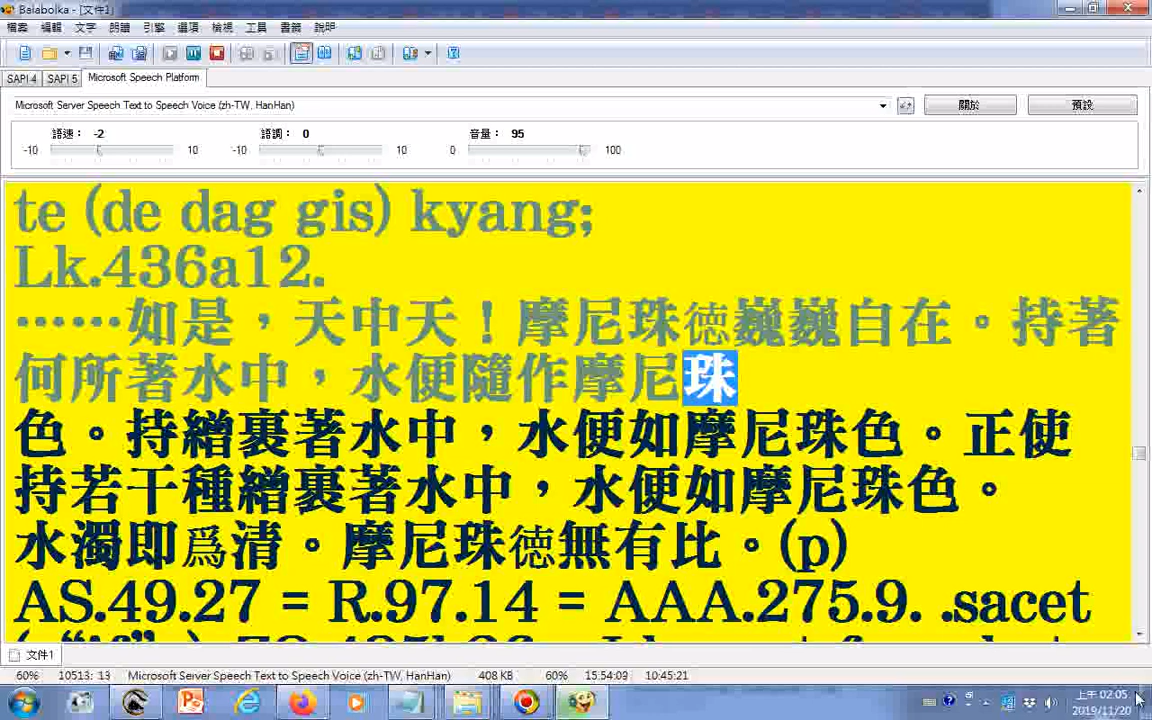 Balabolka - [文件1]
檔案 編輯 文字 朗讀 引擎 選項 檢視 工具 書籤 說明
SAPI 4 SAPI 5 Microsoft Speech Platform
Microsoft Server Speech Text to Speech Voice (zh-TW, HanHan) 關於 預設
語速： -2 語調： 0 音量： 95
-10 10 -10 10 0 100
te (de dag gis) kyang;
Lk.436a12.
……如是，天中天！摩尼珠德巍巍自在。持著
何所著水中，水便隨作摩尼珠
色。持繒裹著水中，水便如摩尼珠色。正使
持若干種繒裹著水中，水便如摩尼珠色。
水濁即爲清。摩尼珠德無有比。(p)
AS.49.27 = R.97.14 = AAA.275.9. .sacet
文件1
60% 10513: 13 Microsoft Server Speech Text to Speech Voice (zh-TW, HanHan) 408 KB 60% 15:54:09 10:45:21
上午 02:05
2019/11/20